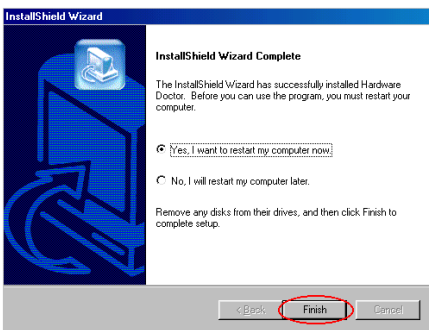 InstallShield Wizard
InstallShield Wizard Complete
The InstallShield Wizard has successfully installed Hardware
Doctor. Before you can use the program, you must restart your
computer.
Yes, I want to restart my computer now.
No, I will restart my computer later.
Remove any disks from their drives, and then click Finish to
complete setup.
< Back Finish Cancel